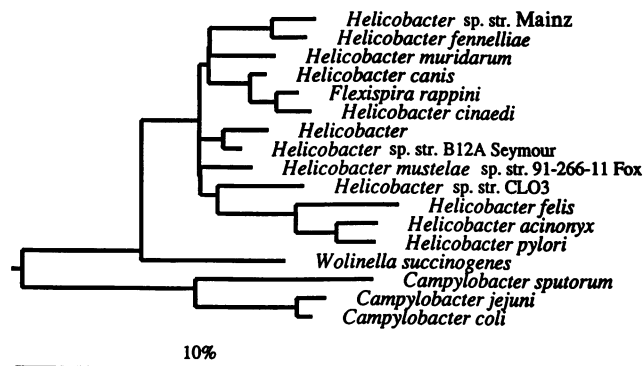 Helicobacter sp. str. Mainz
Helicobacter fennelliae
Helicobacter muridarum
Helicobacter canis
Flexispira rappini
Helicobacter cinaedi
Helicobacter
Helicobacter sp. str. B12A Seymour
Helicobacter mustelae sp. str. 91-266-11 Fox
Helicobacter sp. str. CLO3
Helicobacter felis
Helicobacter acinonyx
Helicobacter pylori
Wolinella succinogenes
Campylobacter sputorum
Campylobacter jejuni
Campylobacter coli
10%